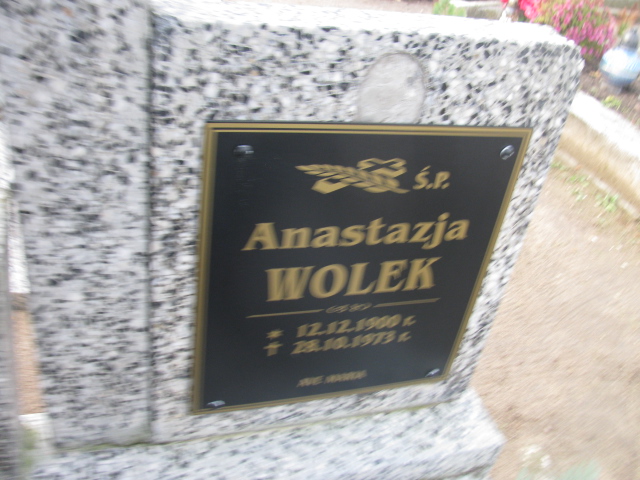 Ś.P.
Anastazja
WOLEK
* 12.12.1900 r.
† 28.10.1973 r.